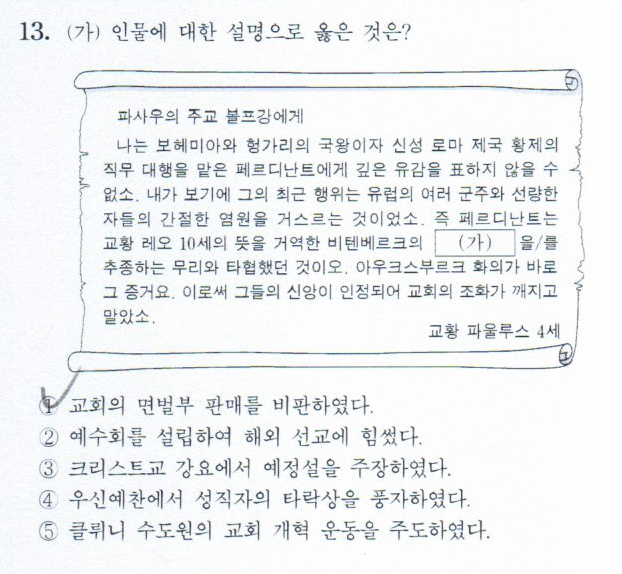 13. (가) 인물에 대한 설명으로 옳은 것은?
파사우의 주교 볼프강에게
나는 보헤미아와 헝가리의 국왕이자 신성 로마 제국 황제의
직무 대행을 맡은 페르디난트에게 깊은 유감을 표하지 않을 수
없소. 내가 보기에 그의 최근 행위는 유럽의 여러 군주와 선량한
자들의 간절한 염원을 거스르는 것이었소. 즉 페르디난트는
교황 레오 10세의 뜻을 거역한 비텐베르크의 (가) 을/를
추종하는 무리와 타협했던 것이오. 아우크스부르크 화의가 바로
그 증거요. 이로써 그들의 신앙이 인정되어 교회의 조화가 깨지고
말았소.
교황 파울루스 4세
① 교회의 면벌부 판매를 비판하였다.
② 예수회를 설립하여 해외 선교에 힘썼다.
③ 크리스트교 강요에서 예정설을 주장하였다.
④ 우신예찬에서 성직자의 타락상을 풍자하였다.
⑤ 클뤼니 수도원의 교회 개혁 운동을 주도하였다.